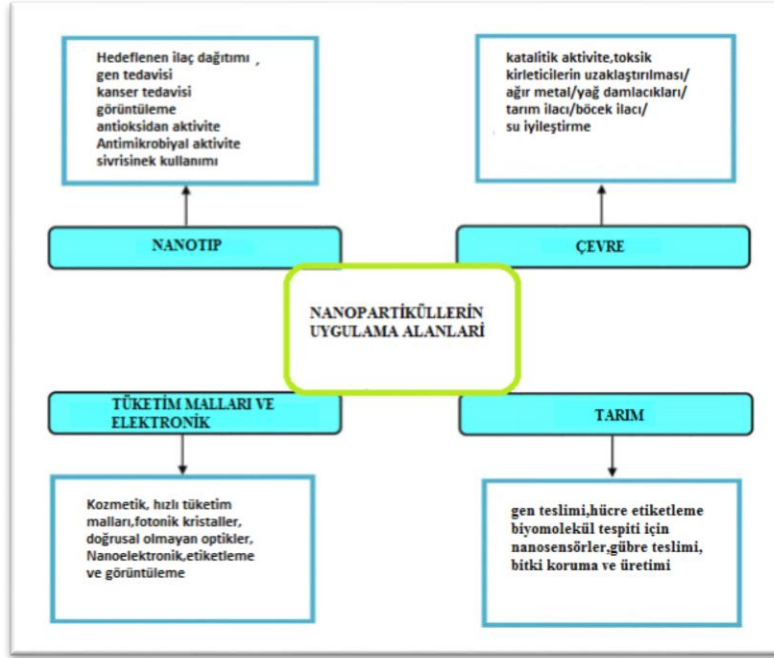 Hedeflenen ilaç dağıtımı ,
gen tedavisi
kanser tedavisi
görüntüleme
antioksidan aktivite
Antimikrobiyal aktivite
sivrisinek kullanımı
katalitik aktivite,toksik
kirleticilerin uzaklaştırılması/
ağır metal/yağ damlacıkları/
tarım ilacı/böcek ilacı/
su iyileştirme
NANOTIP
ÇEVRE
NANOPARTİKÜLLERİN
UYGULAMA ALANLARİ
TÜKETİM MALLARI VE
ELEKTRONİK
TARIM
Kozmetik, hızlı tüketim
malları,fotonik kristaller,
doğrusal olmayan optikler,
Nanoelektronik,etiketleme
ve görüntüleme
gen teslimi,hücre etiketleme
biyomolekül tespiti için
nanosensörler,gübre teslimi,
bitki koruma ve üretimi